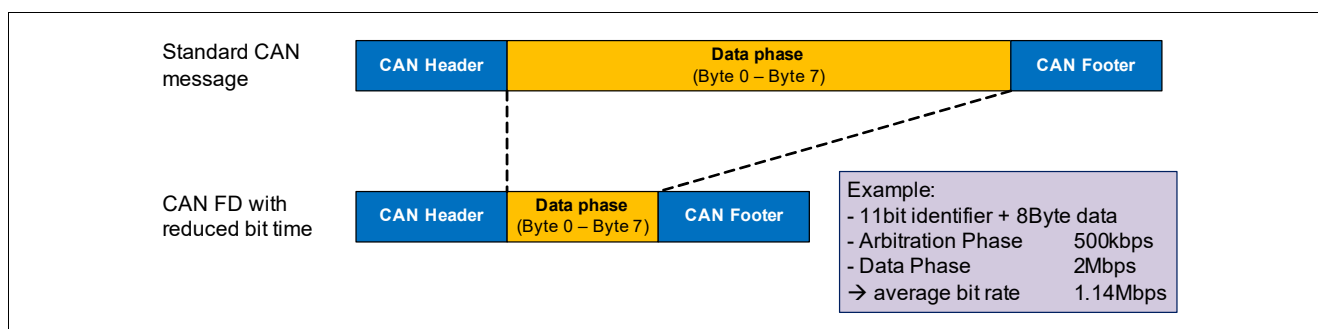 Standard CAN
message
CAN Header
Data phase
(Byte 0 – Byte 7)
CAN Footer
CAN FD with
reduced bit time
CAN Header
Data phase
(Byte 0 – Byte 7)
CAN Footer
Example:
- 11bit identifier + 8Byte data
- Arbitration Phase 500kbps
- Data Phase 2Mbps
→ average bit rate 1.14Mbps